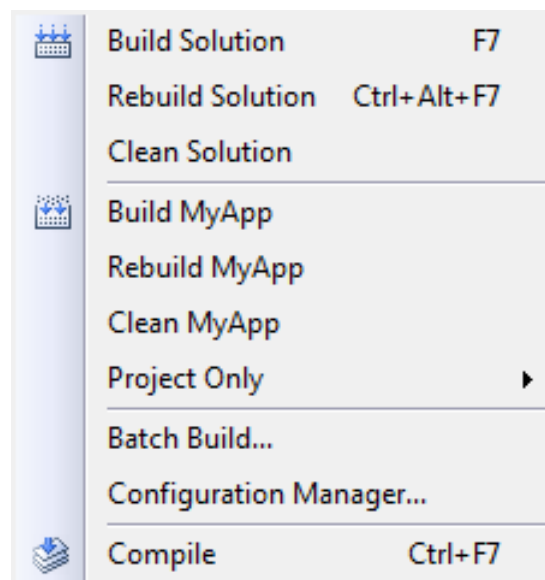 Build Solution F7
Rebuild Solution Ctrl+Alt+F7
Clean Solution
Build MyApp
Rebuild MyApp
Clean MyApp
Project Only
Batch Build...
Configuration Manager...
Compile Ctrl+F7